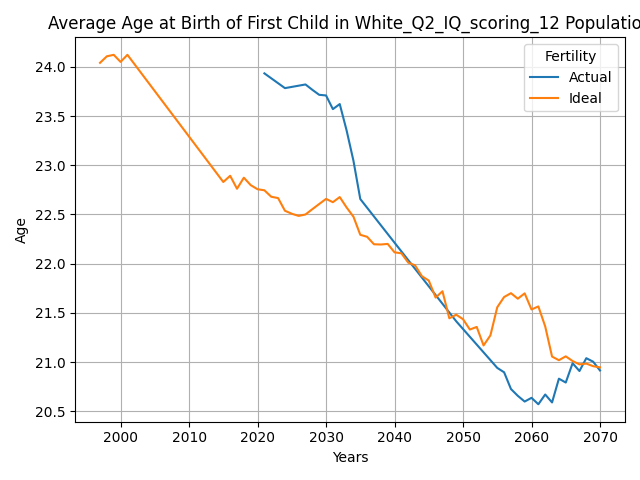 Average Age at Birth of First Child in White_Q2_IQ_scoring_12 Populatio
Fertility
Actual
Ideal
24.0
23.5
23.0
22.5
22.0
21.5
21.0
20.5
Age
2000 2010 2020 2030 2040 2050 2060 2070
Years